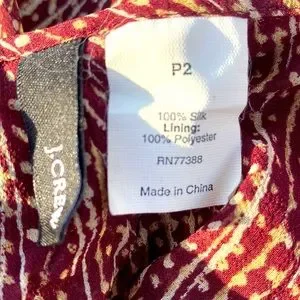 J.CREW
P2
100% Silk
Lining:
100% Polyester
RN77388
Made in China